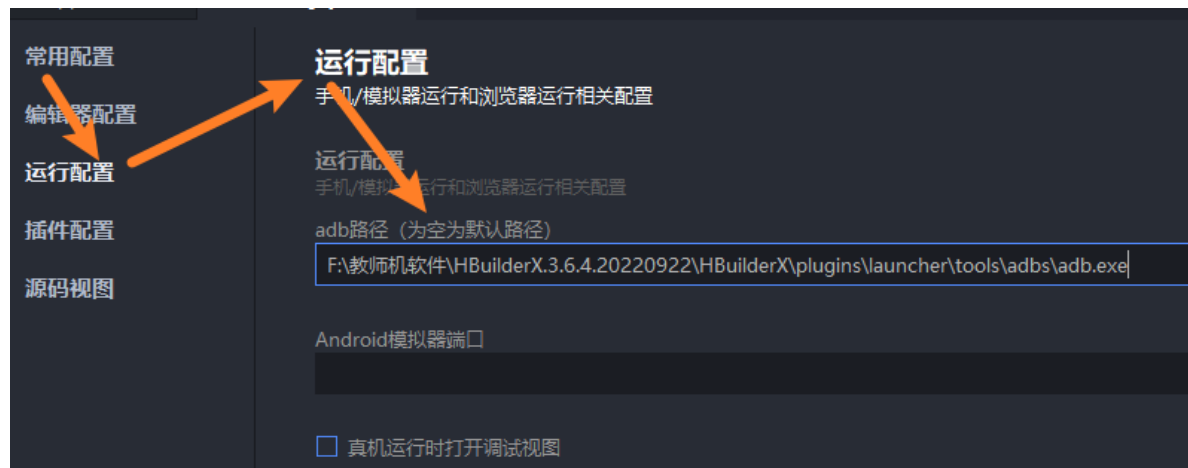 常用配置
编辑器配置
运行配置
插件配置
源码视图
运行配置
手机/模拟器运行和浏览器运行相关配置
运行配置
手机/模拟器运行和浏览器运行相关配置
adb路径（为空为默认路径）
F:\教师机软件\HBuilderX.3.6.4.20220922\HBuilderX\plugins\launcher\tools\adbs\adb.exe
Android模拟器端口
真机运行时打开调试视图